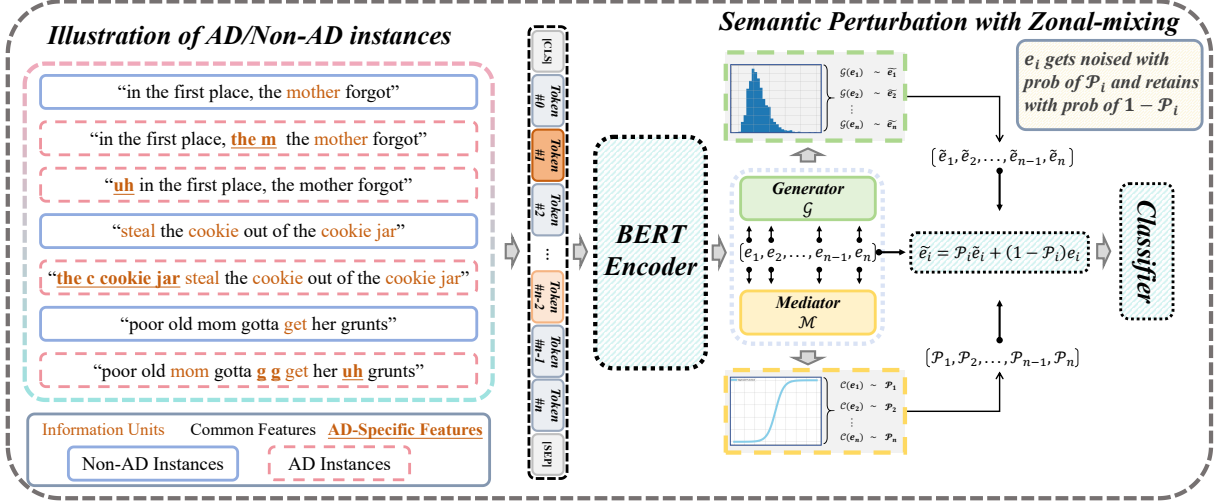 Illustration of AD/Non-AD instances
“in the first place, the mother forgot”
“in the first place, the m the mother forgot”
“uh in the first place, the mother forgot”
“steal the cookie out of the cookie jar”
“the c cookie jar steal the cookie out of the cookie jar”
“poor old mom gotta get her grunts”
“poor old mom gotta g g get her uh grunts”
Information Units Common Features AD-Specific Features
Non-AD Instances AD Instances
[CLS]
Token #0
Token #1
Token #2
...
Token #n-2
Token #n-1
Token #n
[SEP]
BERT
Encoder
Semantic Perturbation with Zonal-mixing
𝒢(e₁) ~ ẽ₁
𝒢(e₂) ~ ẽ₂
⋮
𝒢(eₙ) ~ ẽₙ
Generator
𝒢
[e₁, e₂, . . . , eₙ₋₁, eₙ]
Mediator
ℳ
𝒞(e₁) ~ 𝒫₁
𝒞(e₂) ~ 𝒫₂
⋮
𝒞(eₙ) ~ 𝒫ₙ
eᵢ gets noised with
prob of 𝒫ᵢ and retains
with prob of 1 − 𝒫ᵢ
[ẽ₁, ẽ₂, . . . , ẽₙ₋₁, ẽₙ]
ẽᵢ = 𝒫ᵢẽᵢ + (1 − 𝒫ᵢ)eᵢ
[𝒫₁, 𝒫₂, . . . , 𝒫ₙ₋₁, 𝒫ₙ]
Classifier